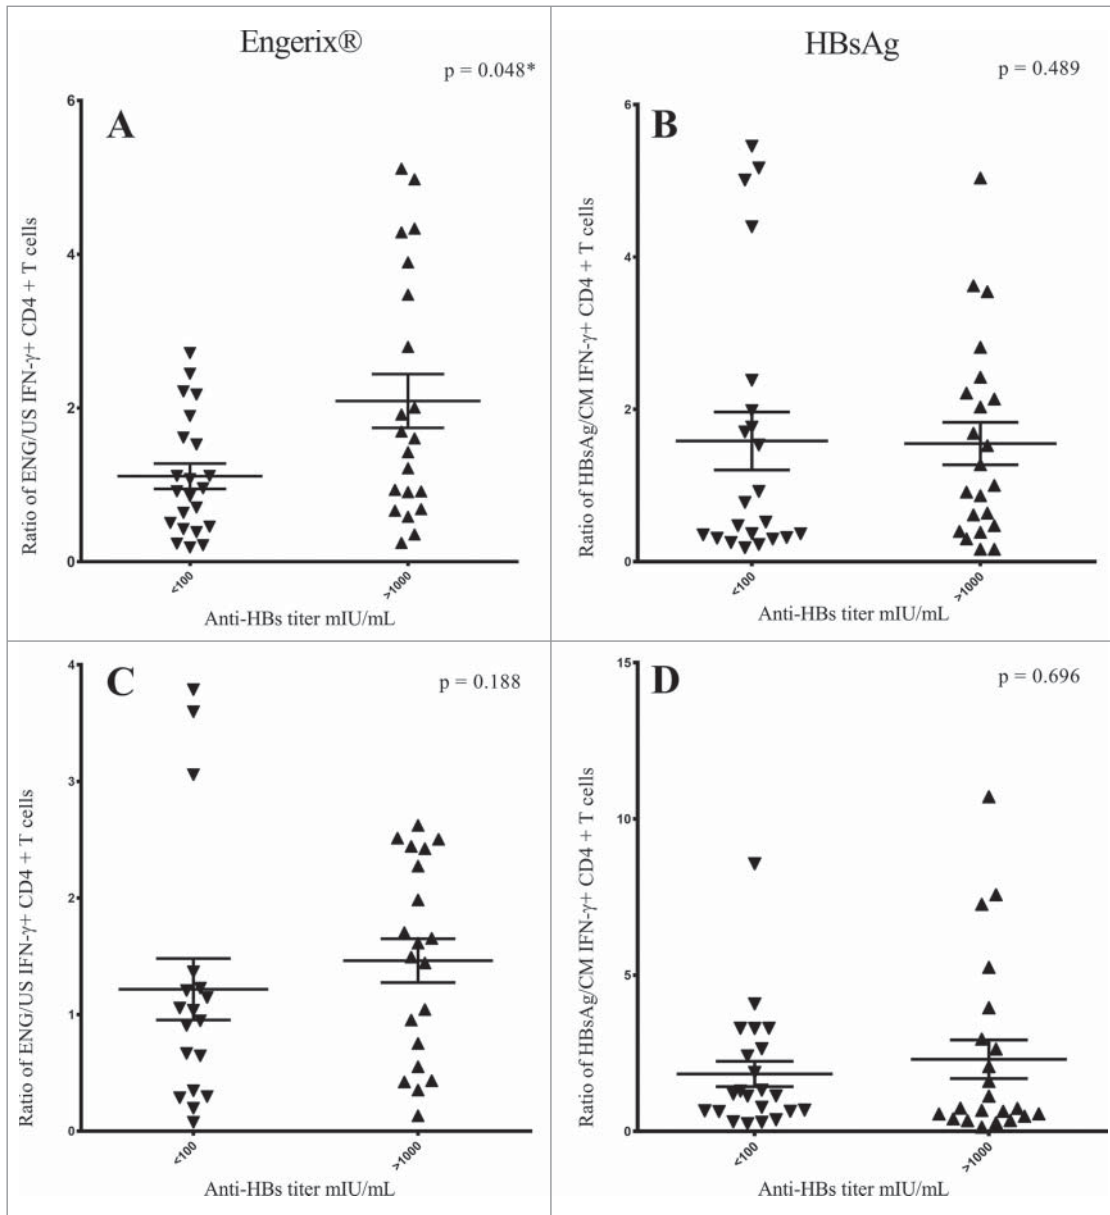 Engerix®
p = 0.048*
A
6
4
2
0
Ratio of ENG/US IFN-γ+ CD4 + T cells
<100
>1000
Anti-HBs titer mIU/mL
HBsAg
p = 0.489
B
6
4
2
0
Ratio of HBsAg/CM IFN-γ+ CD4 + T cells
<100
>1000
Anti-HBs titer mIU/mL
C
p = 0.188
4
3
2
1
0
Ratio of ENG/US IFN-γ+ CD4 + T cells
<100
>1000
Anti-HBs titer mIU/mL
D
p = 0.696
15
10
5
0
Ratio of HBsAg/CM IFN-γ+ CD4 + T cells
<100
>1000
Anti-HBs titer mIU/mL